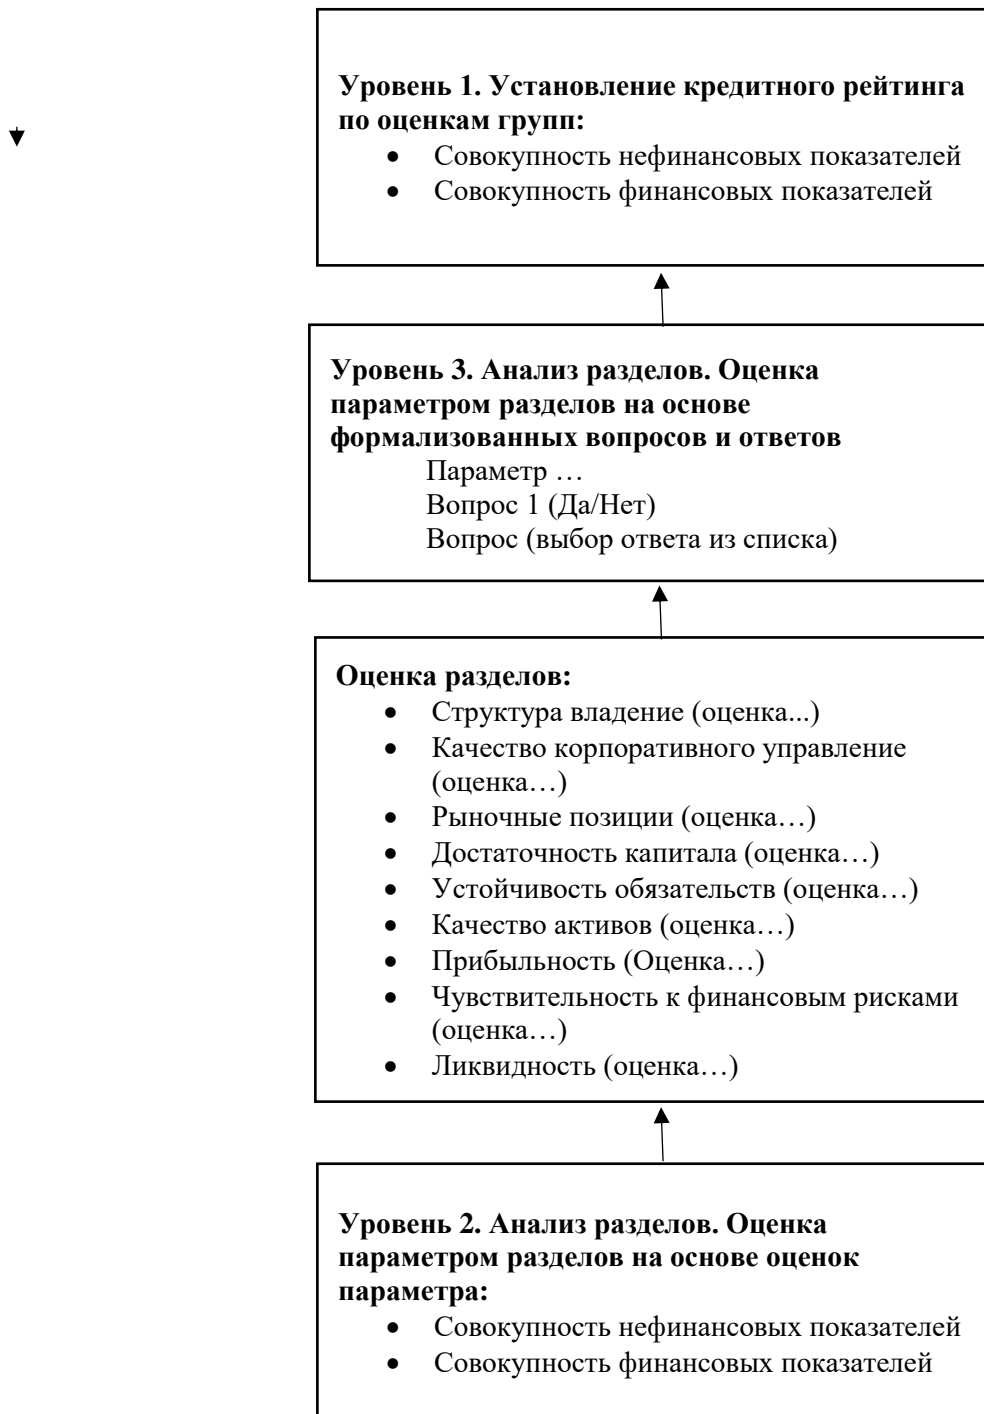 Уровень 1. Установление кредитного рейтинга
по оценкам групп:
• Совокупность нефинансовых показателей
• Совокупность финансовых показателей
Уровень 3. Анализ разделов. Оценка
параметром разделов на основе
формализованных вопросов и ответов
Параметр …
Вопрос 1 (Да/Нет)
Вопрос (выбор ответа из списка)
Оценка разделов:
• Структура владение (оценка...)
• Качество корпоративного управление
(оценка…)
• Рыночные позиции (оценка…)
• Достаточность капитала (оценка…)
• Устойчивость обязательств (оценка…)
• Качество активов (оценка…)
• Прибыльность (Оценка…)
• Чувствительность к финансовым рисками
(оценка…)
• Ликвидность (оценка…)
Уровень 2. Анализ разделов. Оценка
параметром разделов на основе оценок
параметра:
• Совокупность нефинансовых показателей
• Совокупность финансовых показателей